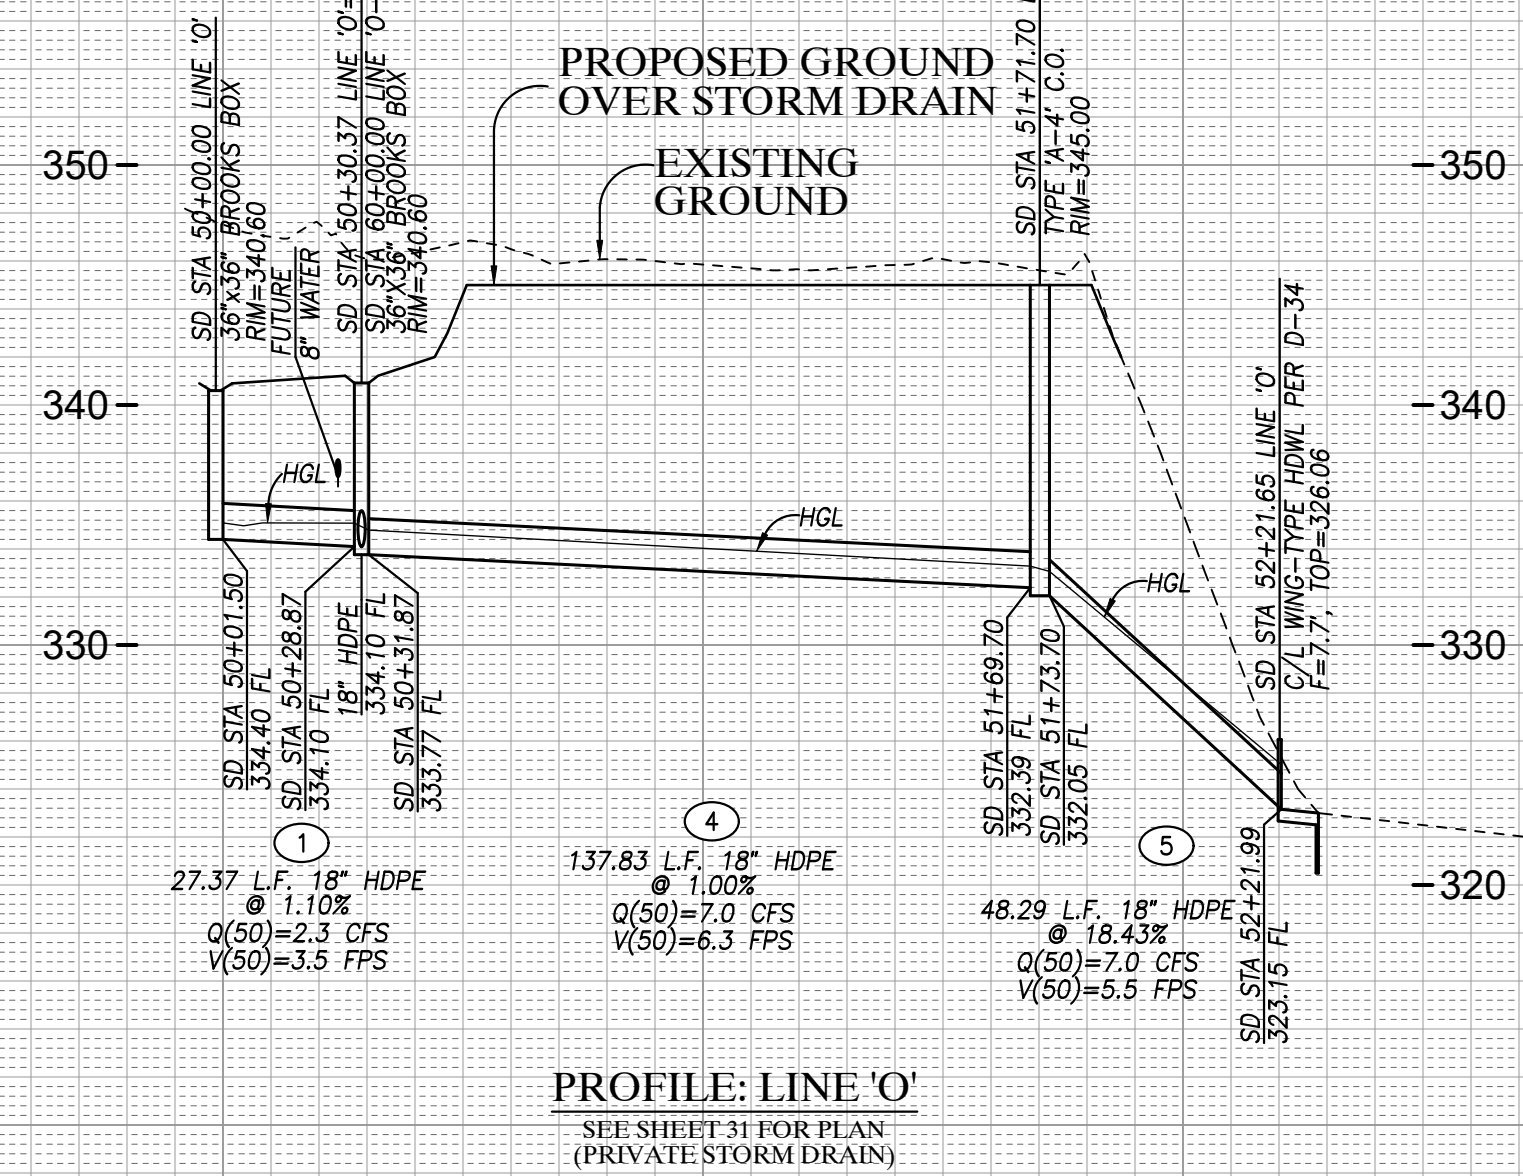 SD STA 50+00.00 LINE 'O'
36"x36" BROOKS BOX
RIM=340.60
FUTURE
8" WATER
SD STA 50+30.37 LINE 'O'=
SD STA 60+00.00 LINE 'O-
36"X36" BROOKS BOX
RIM=340.60
PROPOSED GROUND
OVER STORM DRAIN
EXISTING
GROUND
SD STA 51+71.70
TYPE 'A-4' C.O.
RIM=345.00
350
350
340
340
330
330
320
SD STA 52+21.65 LINE 'O'
C/L WING-TYPE HDWL PER D-34
F=7.7', TOP=326.06
HGL
HGL
HGL
SD STA 50+01.50
334.40 FL
SD STA 50+28.87
334.10 FL
18" HDPE
334.10 FL
SD STA 50+31.87
333.77 FL
SD STA 51+69.70
332.39 FL
SD STA 51+73.70
332.05 FL
SD STA 52+21.99
323.15 FL
1
27.37 L.F. 18" HDPE
@ 1.10%
Q(50)=2.3 CFS
V(50)=3.5 FPS
4
137.83 L.F. 18" HDPE
@ 1.00%
Q(50)=7.0 CFS
V(50)=6.3 FPS
5
48.29 L.F. 18" HDPE
@ 18.43%
Q(50)=7.0 CFS
V(50)=5.5 FPS
PROFILE: LINE 'O'
SEE SHEET 31 FOR PLAN
(PRIVATE STORM DRAIN)